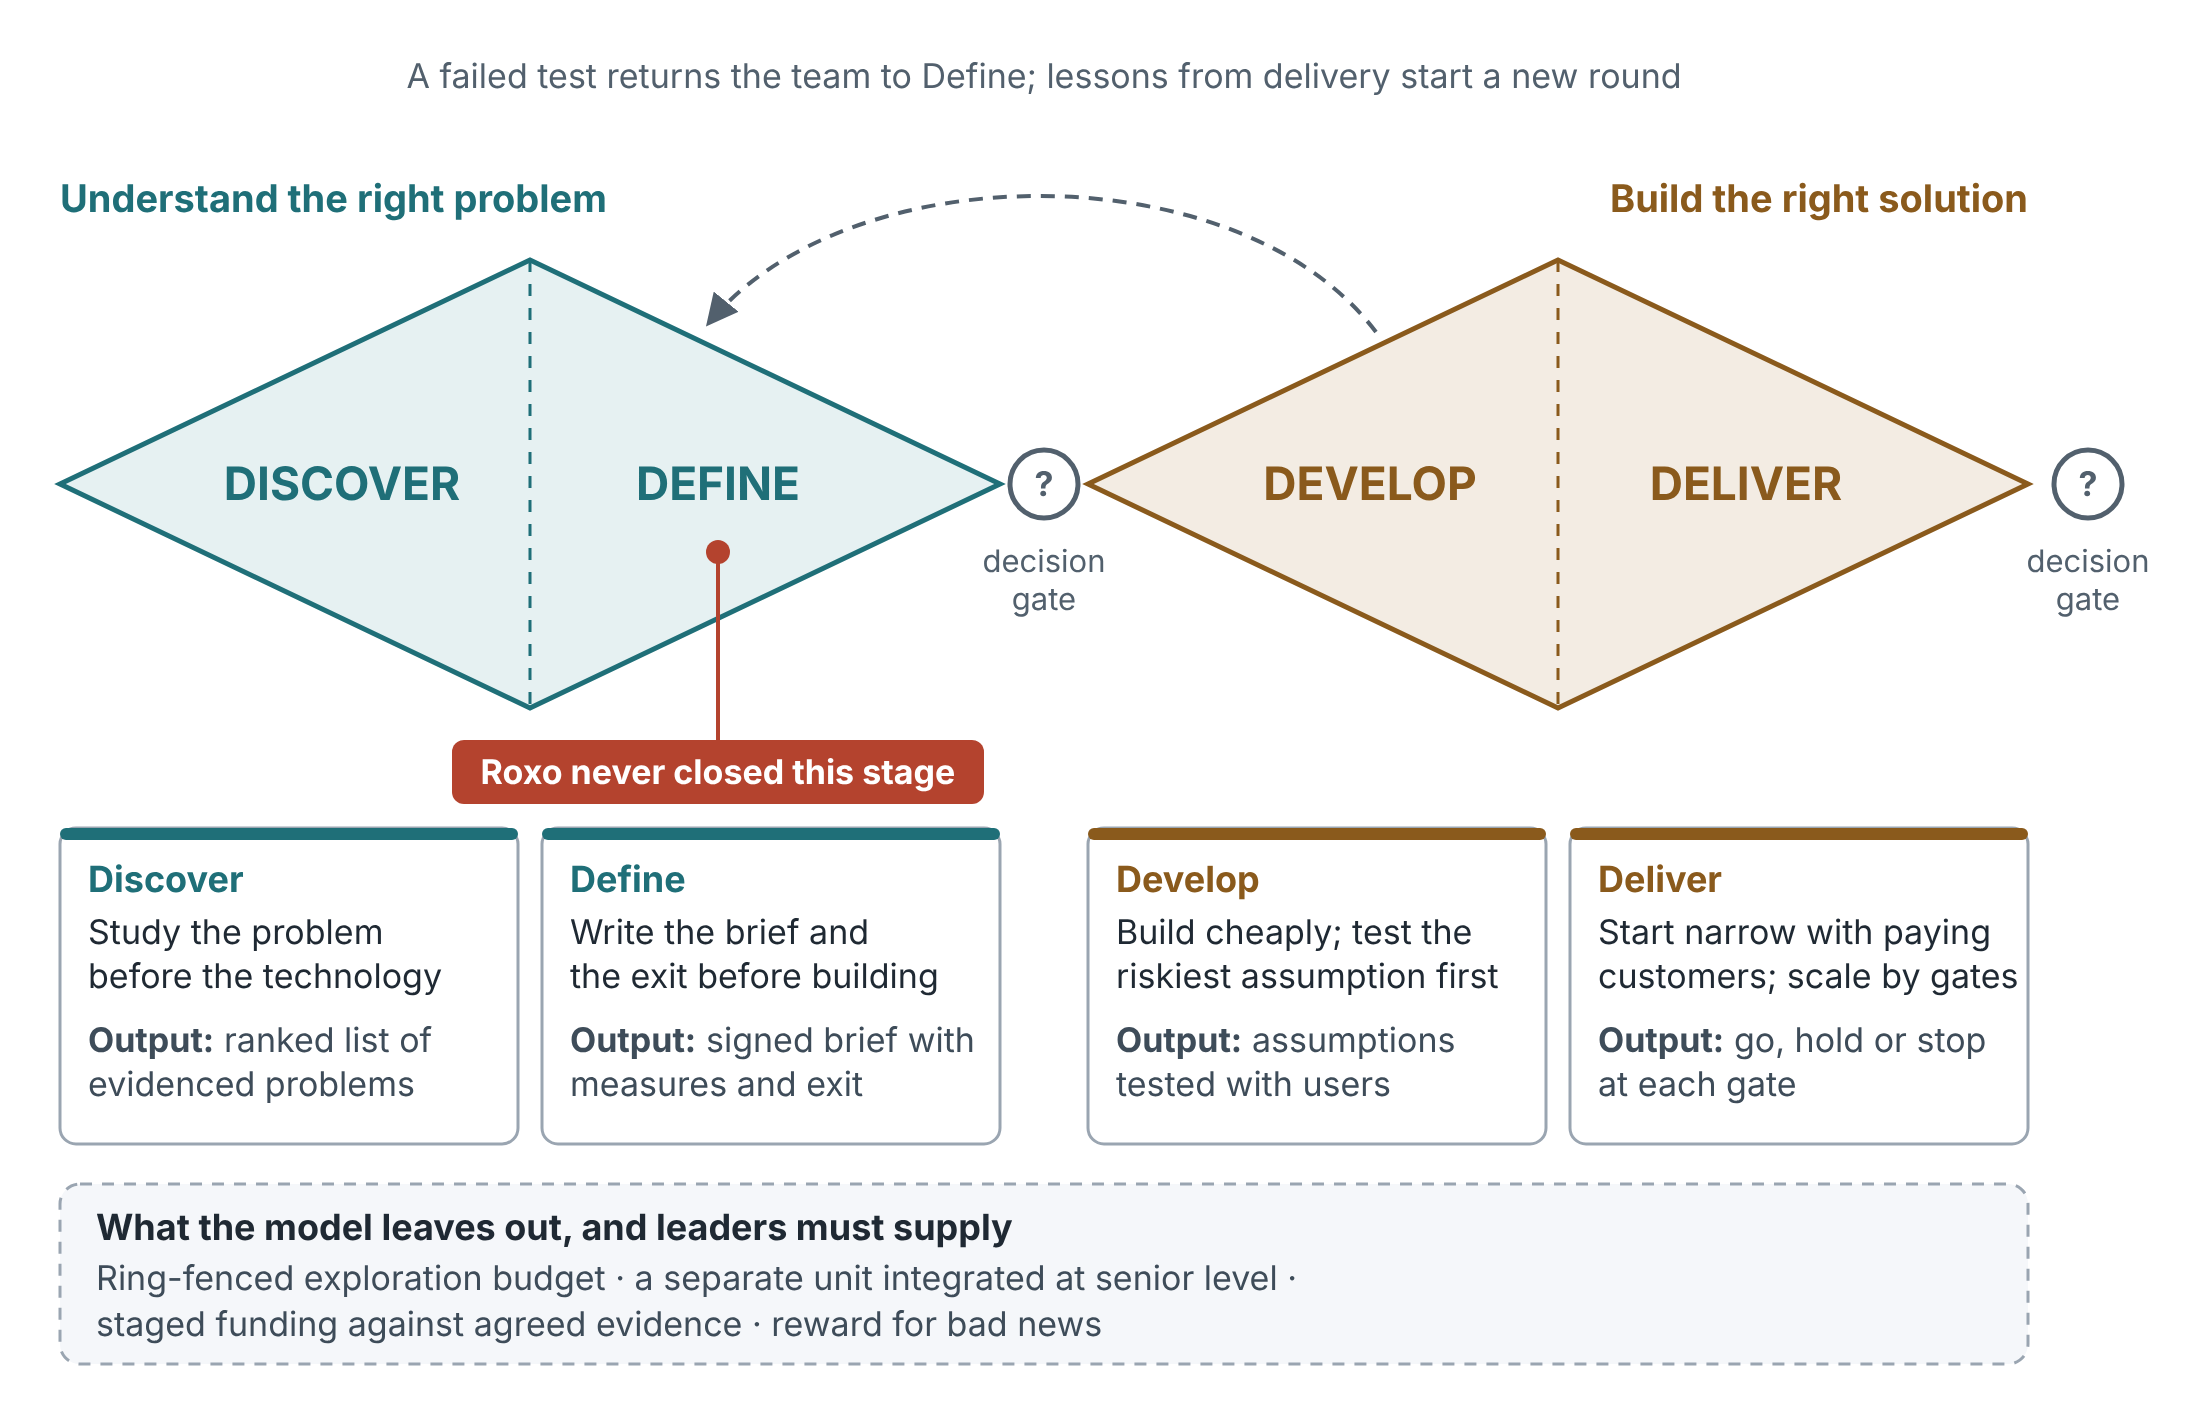 A failed test returns the team to Define; lessons from delivery start a new round
Understand the right problem
Build the right solution
DISCOVER
DEFINE
?
decision
gate
DEVELOP
DELIVER
?
decision
gate
Roxo never closed this stage
Discover
Study the problem
before the technology
Output: ranked list of
evidenced problems
Define
Write the brief and
the exit before building
Output: signed brief with
measures and exit
Develop
Build cheaply; test the
riskiest assumption first
Output: assumptions
tested with users
Deliver
Start narrow with paying
customers; scale by gates
Output: go, hold or stop
at each gate
What the model leaves out, and leaders must supply
Ring-fenced exploration budget · a separate unit integrated at senior level ·
staged funding against agreed evidence · reward for bad news